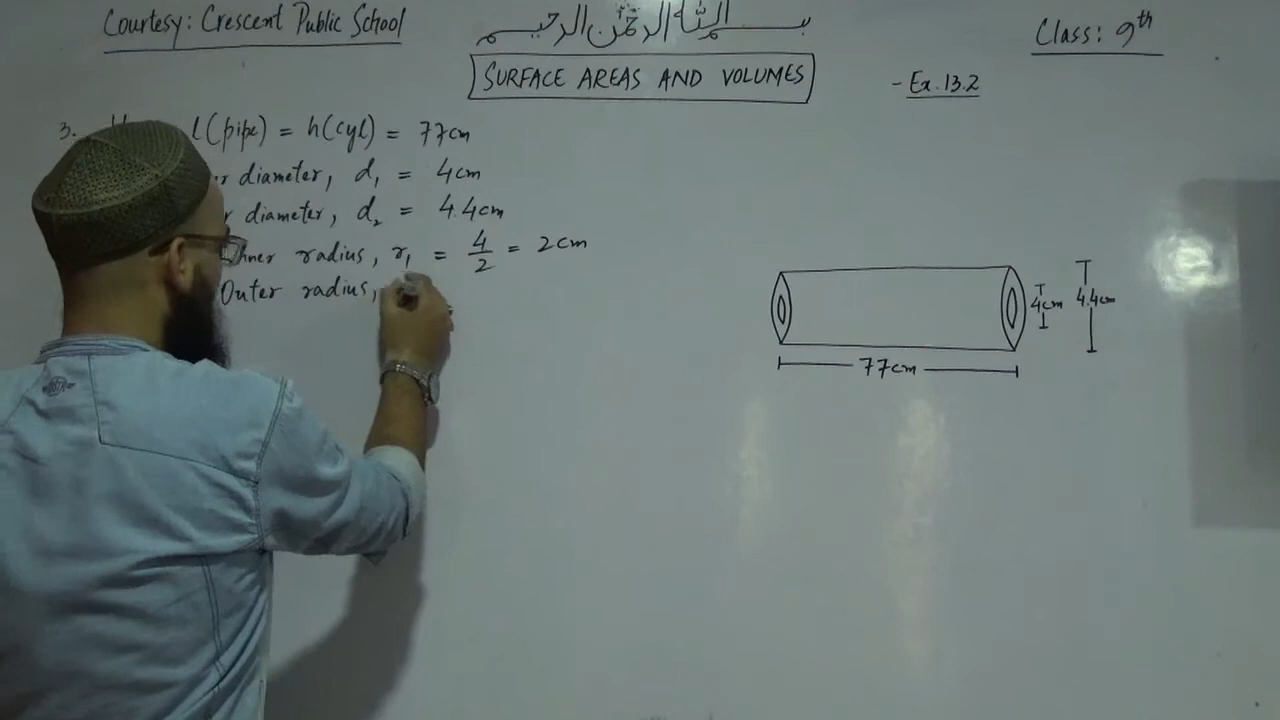 Courtesy: Crescent Public School
بسم الله الرحمن الرحيم
Class: 9th
SURFACE AREAS AND VOLUMES
- Ex. 13.2
3. l(pipe) = h(cyl) = 77cm
diameter, d₁ = 4cm
diameter, d₂ = 4.4cm
radius, r₁ = 4/2 = 2cm
Outer radius,
4cm 4.4cm
77cm